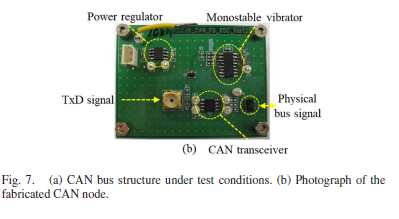 Power regulator Monostable vibrator
TxD signal
Physical
bus signal
(b) CAN transceiver
Fig. 7. (a) CAN bus structure under test conditions. (b) Photograph of the
fabricated CAN node.